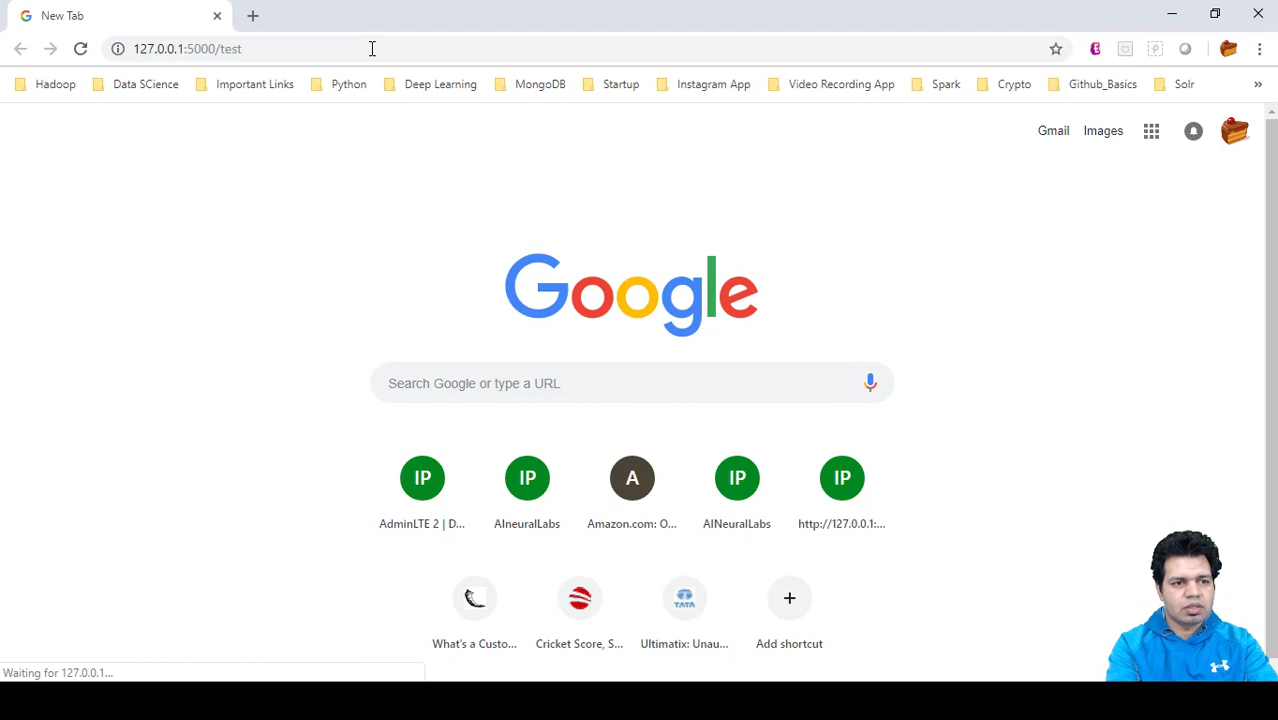 New Tab
127.0.0.1:5000/test
Hadoop Data SCience Important Links Python Deep Learning MongoDB Startup Instagram App Video Recording App Spark Crypto Github_Basics Solr »
Gmail Images
Google
Search Google or type a URL
IP IP A IP IP
AdminLTE 2 | D... AIneuralLabs Amazon.com: O... AINeuralLabs http://127.0.0.1:...
TATA
What's a Custo... Cricket Score, S... Ultimatix: Unau... Add shortcut
Waiting for 127.0.0.1...